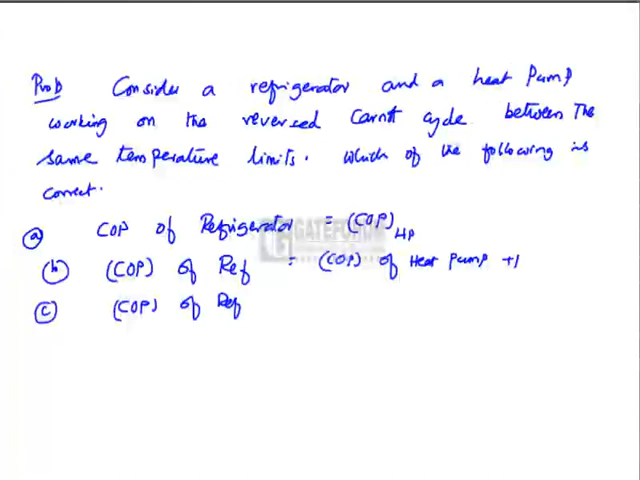 Prob Consider a refrigerator and a heat Pump
working on the reversed Carnot cycle between The
same temperature limits. which of the following is
correct.
(a) COP of Refrigerator = (COP)HP
(b) (COP) of Ref = (COP) of Heat Pump +1
(c) (COP) of Ref
GATEFORUM